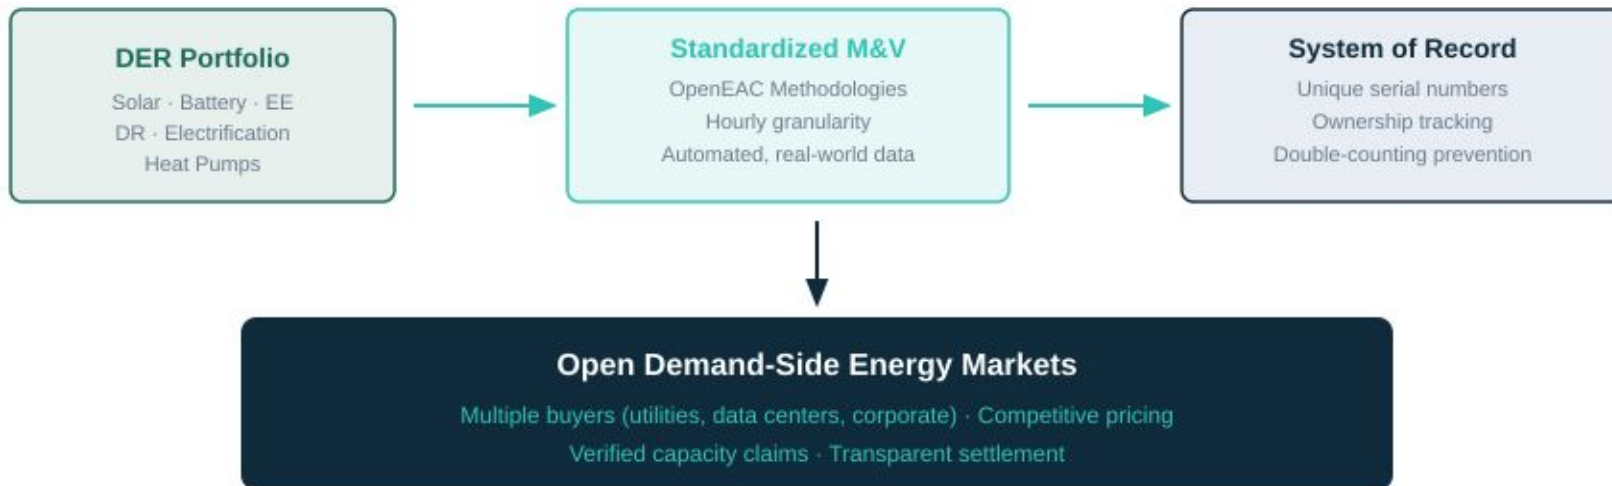 DER Portfolio
Solar · Battery · EE
DR · Electrification
Heat Pumps
Standardized M&V
OpenEAC Methodologies
Hourly granularity
Automated, real-world data
System of Record
Unique serial numbers
Ownership tracking
Double-counting prevention
Open Demand-Side Energy Markets
Multiple buyers (utilities, data centers, corporate) · Competitive pricing
Verified capacity claims · Transparent settlement